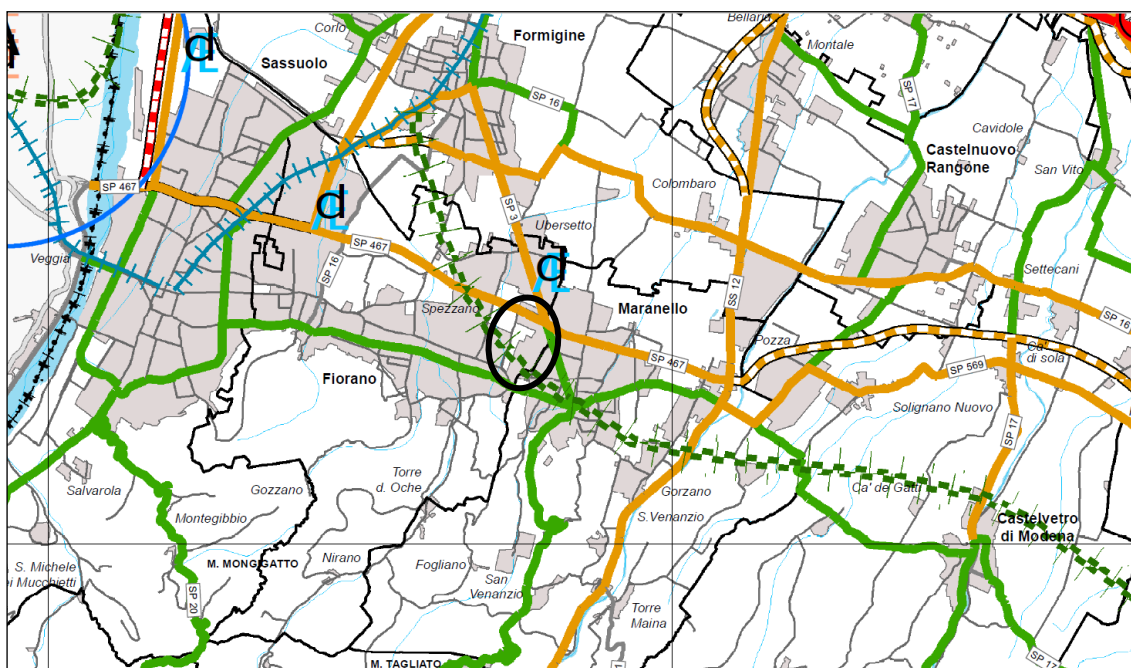 Bellaria
Formigine
Corlo
Montale
Sassuolo
SP 16
SP 17
Cavidole
Castelnuovo
Rangone
San Vito
Colombaro
SP 467
SP 3
Ubersetto
SP 467
Veggia
SP 16
Settecani
SS 12
Spezzano
Maranello
SP 16
Pozza
Ca'
di sola
SP 467
SP 569
Fiorano
Solignano Nuovo
SP 17
Torre
d. Oche
Salvarola
Gozzano
Gorzano
Ca' de Gatti
Montegibbio
S.Venanzio
Castelvetro
di Modena
Nirano
M. MONGIGATTO
Fogliano
S. Michele
ei Mucchietti
San
Venanzio
SP 20
Torre
Maina
M. TAGLIATO